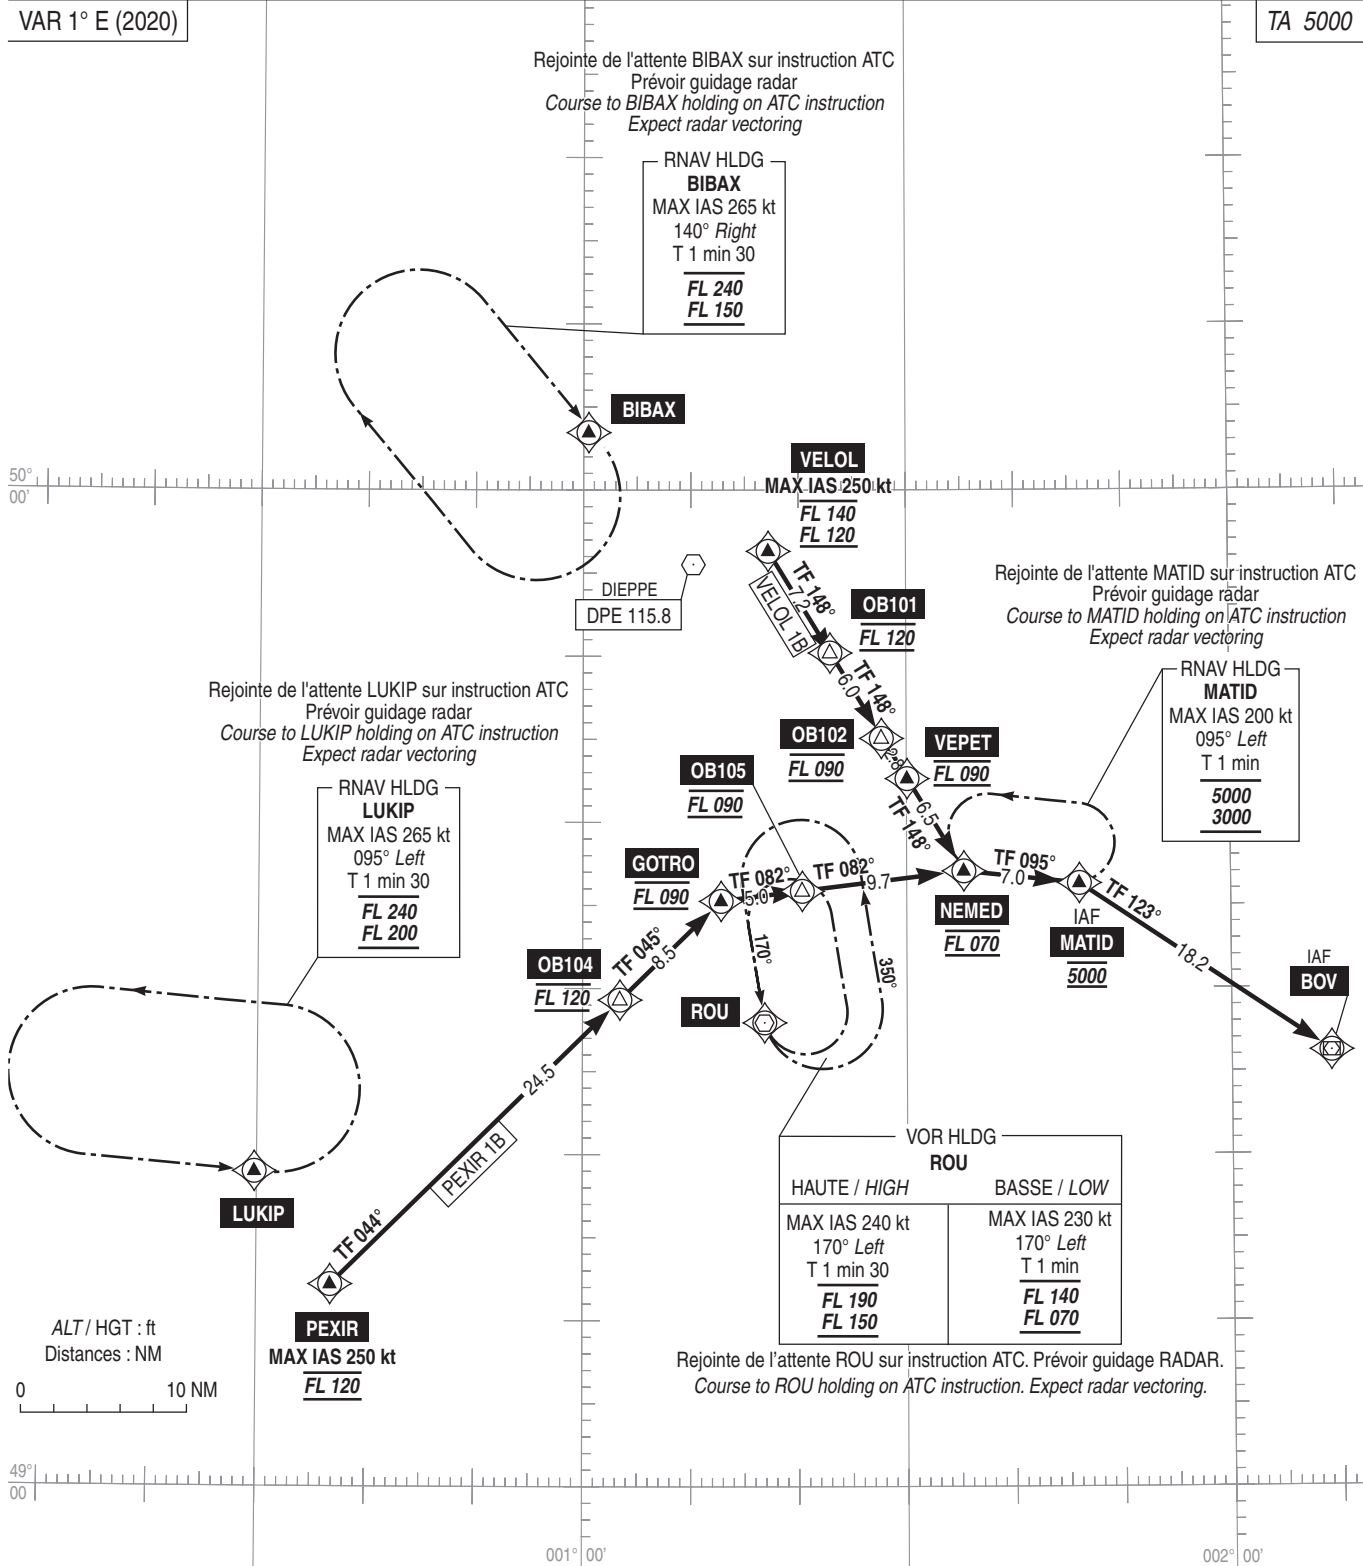 VAR 1° E (2020)
TA 5000
Rejointe de l'attente BIBAX sur instruction ATC
Prévoir guidage radar
Course to BIBAX holding on ATC instruction
Expect radar vectoring
RNAV HLDG
BIBAX
MAX IAS 265 kt
140° Right
T 1 min 30
FL 240
FL 150
BIBAX
50°
00'
VELOL
MAX IAS 250 kt
FL 140
FL 120
DIEPPE
DPE 115.8
TF 148°
7.2
VELOL 1B
OB101
FL 120
Rejointe de l'attente MATID sur instruction ATC
Prévoir guidage radar
Course to MATID holding on ATC instruction
Expect radar vectoring
RNAV HLDG
MATID
MAX IAS 200 kt
095° Left
T 1 min
5000
3000
TF 148°
6.0
OB102
FL 090
2.8
VEPET
FL 090
Rejointe de l'attente LUKIP sur instruction ATC
Prévoir guidage radar
Course to LUKIP holding on ATC instruction
Expect radar vectoring
RNAV HLDG
LUKIP
MAX IAS 265 kt
095° Left
T 1 min 30
FL 240
FL 200
OB105
FL 090
6.5
TF 148°
GOTRO
FL 090
TF 082°
5.0
TF 082°
9.7
TF 095°
7.0
NEMED
FL 070
IAF
MATID
5000
TF 123°
18.2
IAF
BOV
OB104
FL 120
TF 045°
8.5
170°
350°
ROU
24.5
PEXIR 1B
TF 044°
LUKIP
PEXIR
MAX IAS 250 kt
FL 120
VOR HLDG
ROU
HAUTE / HIGH
BASSE / LOW
MAX IAS 240 kt
170° Left
T 1 min 30
FL 190
FL 150
MAX IAS 230 kt
170° Left
T 1 min
FL 140
FL 070
Rejointe de l'attente ROU sur instruction ATC. Prévoir guidage RADAR.
Course to ROU holding on ATC instruction. Expect radar vectoring.
ALT / HGT : ft
Distances : NM
0 10 NM
49°
00
001° 00'
002° 00'